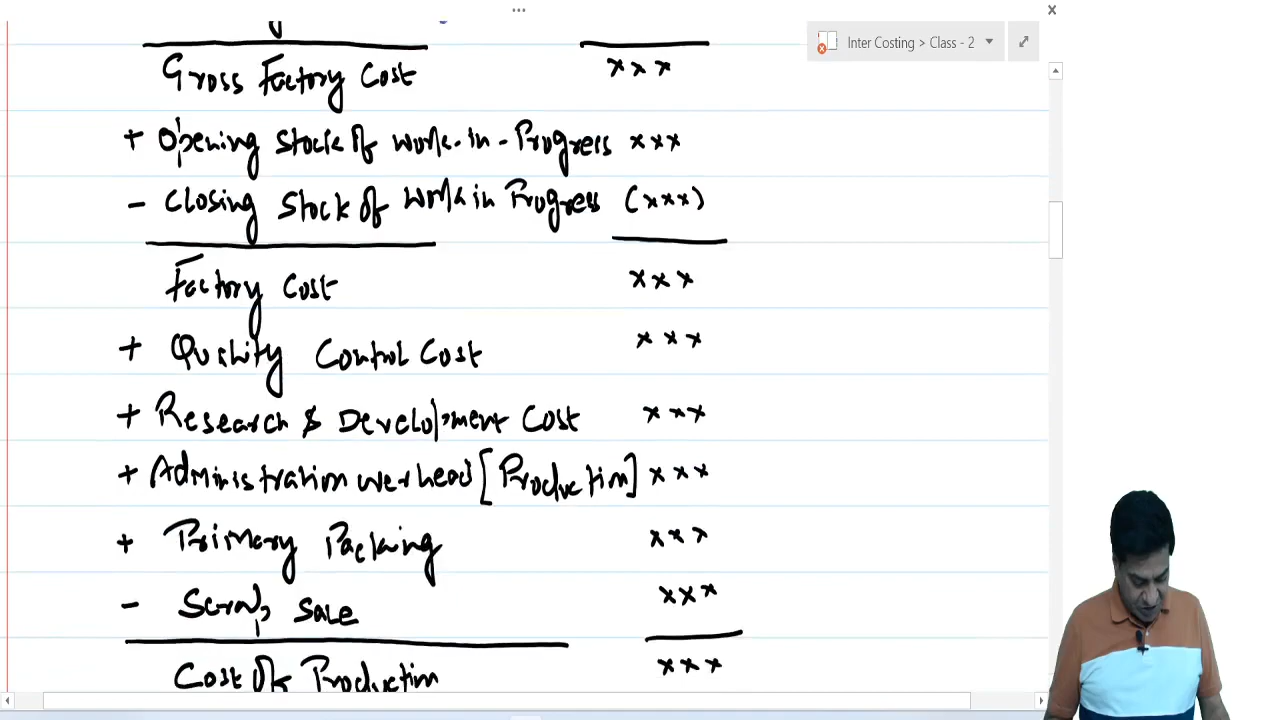 Inter Costing > Class - 2
Gross Factory Cost xxx
+ Opening Stock of Work-in-Progress xxx
- Closing Stock of Work in Progress (xxx)
Factory Cost xxx
+ Quality Control Cost xxx
+ Research & Development Cost xxx
+ Administration overhead [Production] xxx
+ Primary Packing xxx
- Scrap Sale xxx
Cost of Production xxx